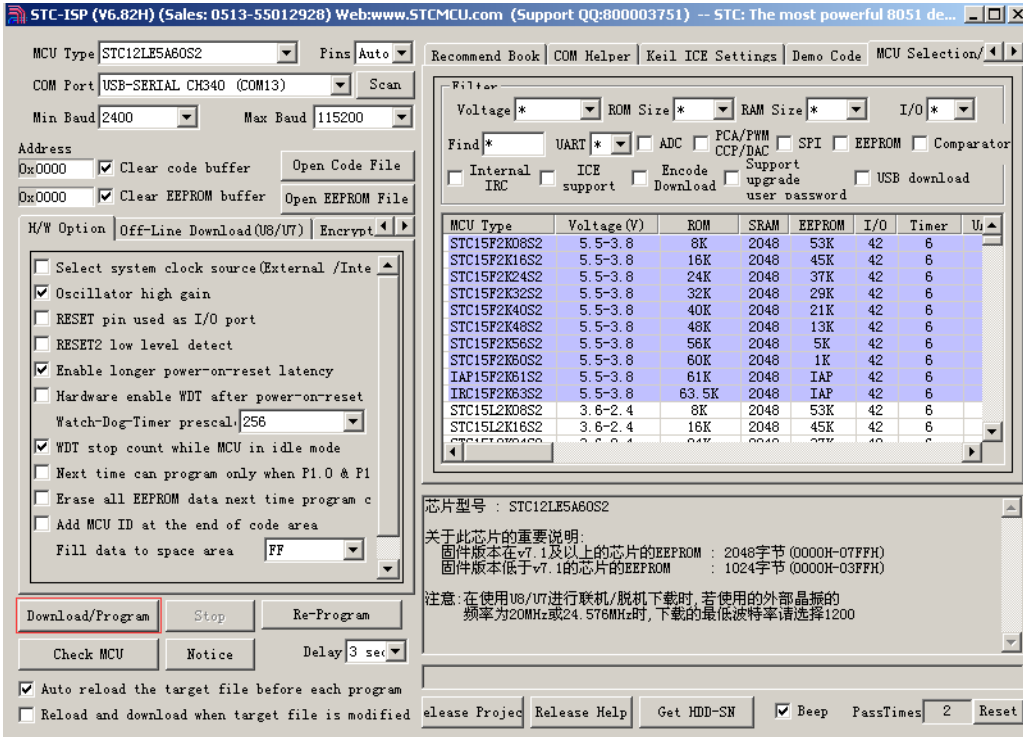 STC-ISP (V6.82H) (Sales: 0513-55012928) Web:www.STCMCU.com (Support QQ:800003751) -- STC: The most powerful 8051 de...
MCU Type STC12LE5A60S2 Pins Auto
COM Port USB-SERIAL CH340 (COM13) Scan
Min Baud 2400 Max Baud 115200
Address
0x0000 Clear code buffer Open Code File
0x0000 Clear EEPROM buffer Open EEPROM File
H/W Option Off-Line Download(U8/U7) Encrypt
Select system clock source(External /Inte
Oscillator high gain
RESET pin used as I/O port
RESET2 low level detect
Enable longer power-on-reset latency
Hardware enable WDT after power-on-reset
Watch-Dog-Timer prescal 256
WDT stop count while MCU in idle mode
Next time can program only when P1.0 & P1
Erase all EEPROM data next time program c
Add MCU ID at the end of code area
Fill data to space area FF
Download/Program Stop Re-Program
Check MCU Notice Delay 3 sec
Auto reload the target file before each program
Reload and download when target file is modified
Recommend Book COM Helper Keil ICE Settings Demo Code MCU Selection/
Filter
Voltage * ROM Size * RAM Size * I/O *
Find * UART * ADC PCA/PWM CCP/DAC SPI EEPROM Comparator
Internal IRC ICE support Encode Download Support upgrade user password USB download
MCU Type Voltage(V) ROM SRAM EEPROM I/O Timer
STC15F2K08S2 5.5-3.8 8K 2048 53K 42 6
STC15F2K16S2 5.5-3.8 16K 2048 45K 42 6
STC15F2K24S2 5.5-3.8 24K 2048 37K 42 6
STC15F2K32S2 5.5-3.8 32K 2048 29K 42 6
STC15F2K40S2 5.5-3.8 40K 2048 21K 42 6
STC15F2K48S2 5.5-3.8 48K 2048 13K 42 6
STC15F2K56S2 5.5-3.8 56K 2048 5K 42 6
STC15F2K60S2 5.5-3.8 60K 2048 1K 42 6
IAP15F2K61S2 5.5-3.8 61K 2048 IAP 42 6
IRC15F2K63S2 5.5-3.8 63.5K 2048 IAP 42 6
STC15L2K08S2 3.6-2.4 8K 2048 53K 42 6
STC15L2K16S2 3.6-2.4 16K 2048 45K 42 6
芯片型号 : STC12LE5A60S2
关于此芯片的重要说明:
固件版本在v7.1及以上的芯片的EEPROM : 2048字节(0000H-07FFH)
固件版本低于v7.1的芯片的EEPROM : 1024字节(0000H-03FFH)
注意:在使用U8/U7进行联机/脱机下载时,若使用的外部晶振的
频率为20MHz或24.576MHz时,下载的最低波特率请选择1200
elease Projec Release Help Get HDD-SN Beep PassTimes 2 Reset